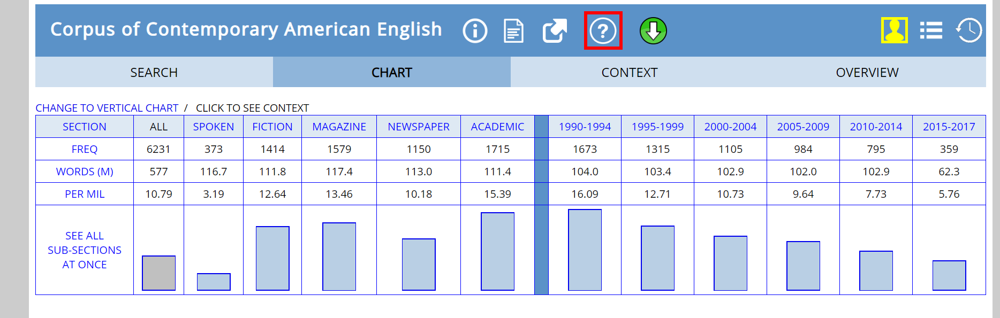 Corpus of Contemporary American English
SEARCH CHART CONTEXT OVERVIEW
CHANGE TO VERTICAL CHART / CLICK TO SEE CONTEXT
SECTION ALL SPOKEN FICTION MAGAZINE NEWSPAPER ACADEMIC 1990-1994 1995-1999 2000-2004 2005-2009 2010-2014 2015-2017
FREQ 6231 373 1414 1579 1150 1715 1673 1315 1105 984 795 359
WORDS (M) 577 116.7 111.8 117.4 113.0 111.4 104.0 103.4 102.9 102.0 102.9 62.3
PER MIL 10.79 3.19 12.64 13.46 10.18 15.39 16.09 12.71 10.73 9.64 7.73 5.76
SEE ALL
SUB-SECTIONS
AT ONCE